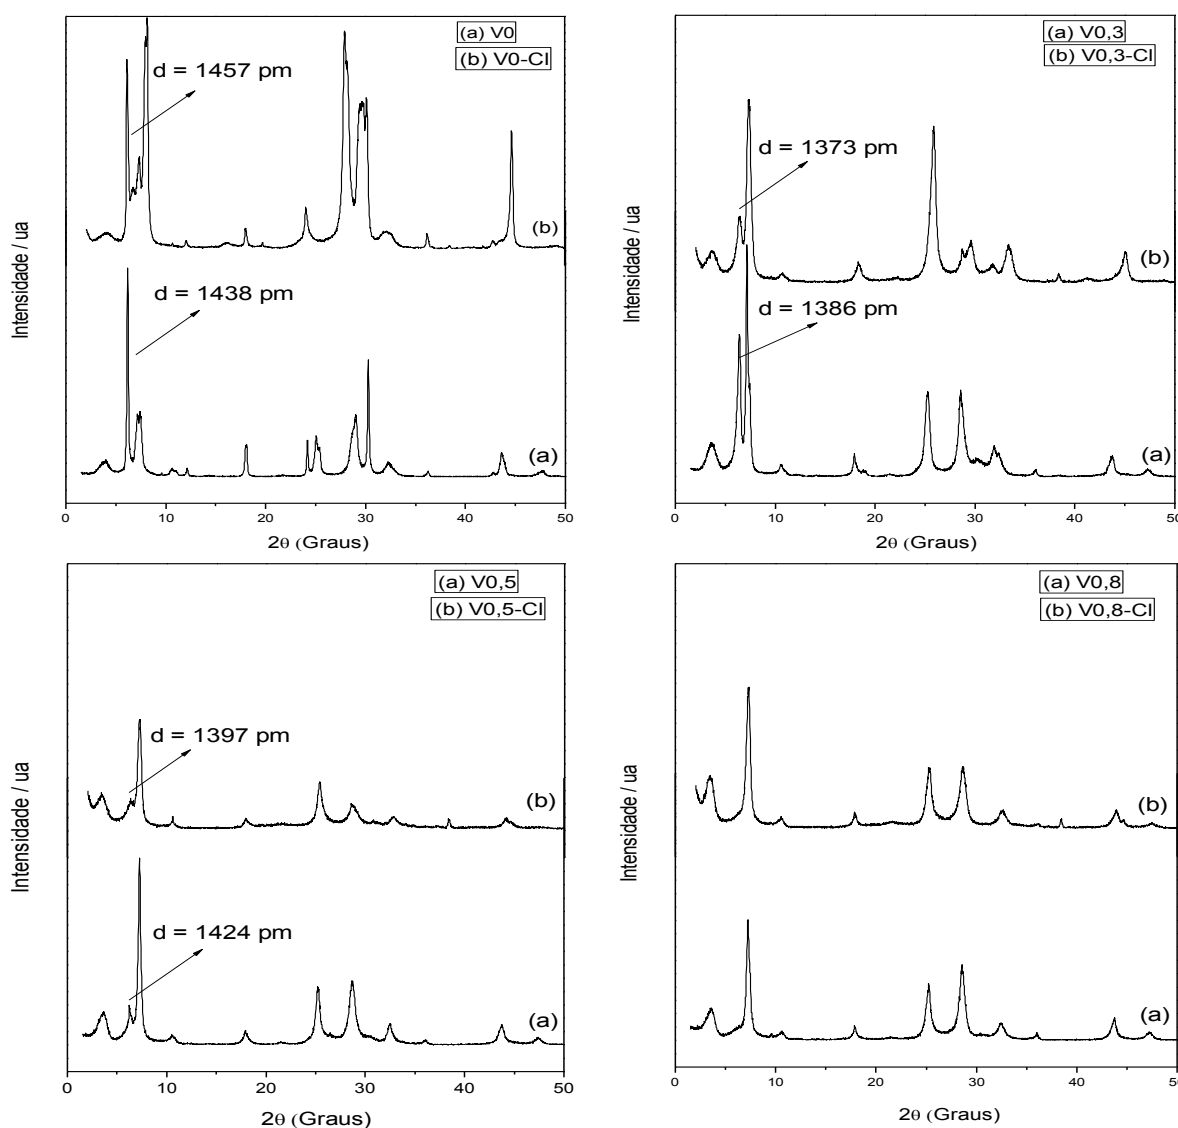 (a) V0
(b) V0-Cl
d = 1457 pm
(b)
d = 1438 pm
(a)
Intensidade / ua
0 10 20 30 40 50
2θ (Graus)
(a) V0,3
(b) V0,3-Cl
d = 1373 pm
(b)
d = 1386 pm
(a)
Intensidade / ua
0 10 20 30 40 50
2θ (Graus)
(a) V0,5
(b) V0,5-Cl
d = 1397 pm
(b)
d = 1424 pm
(a)
Intensidade / ua
0 10 20 30 40 50
2θ (Graus)
(a) V0,8
(b) V0,8-Cl
(b)
(a)
Intensidade / ua
0 10 20 30 40 50
2θ (Graus)